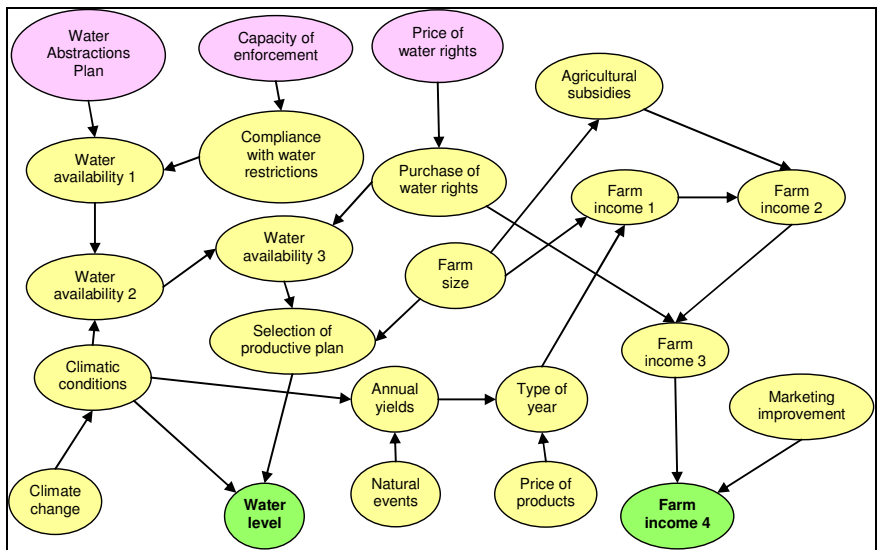 Water
Abstractions
Plan
Capacity of
enforcement
Price of
water rights
Agricultural
subsidies
Water
availability 1
Compliance
with water
restrictions
Purchase of
water rights
Farm
income 1
Farm
income 2
Water
availability 3
Water
availability 2
Farm
size
Selection of
productive plan
Farm
income 3
Climatic
conditions
Annual
yields
Type of
year
Marketing
improvement
Climate
change
Water
level
Natural
events
Price of
products
Farm
income 4